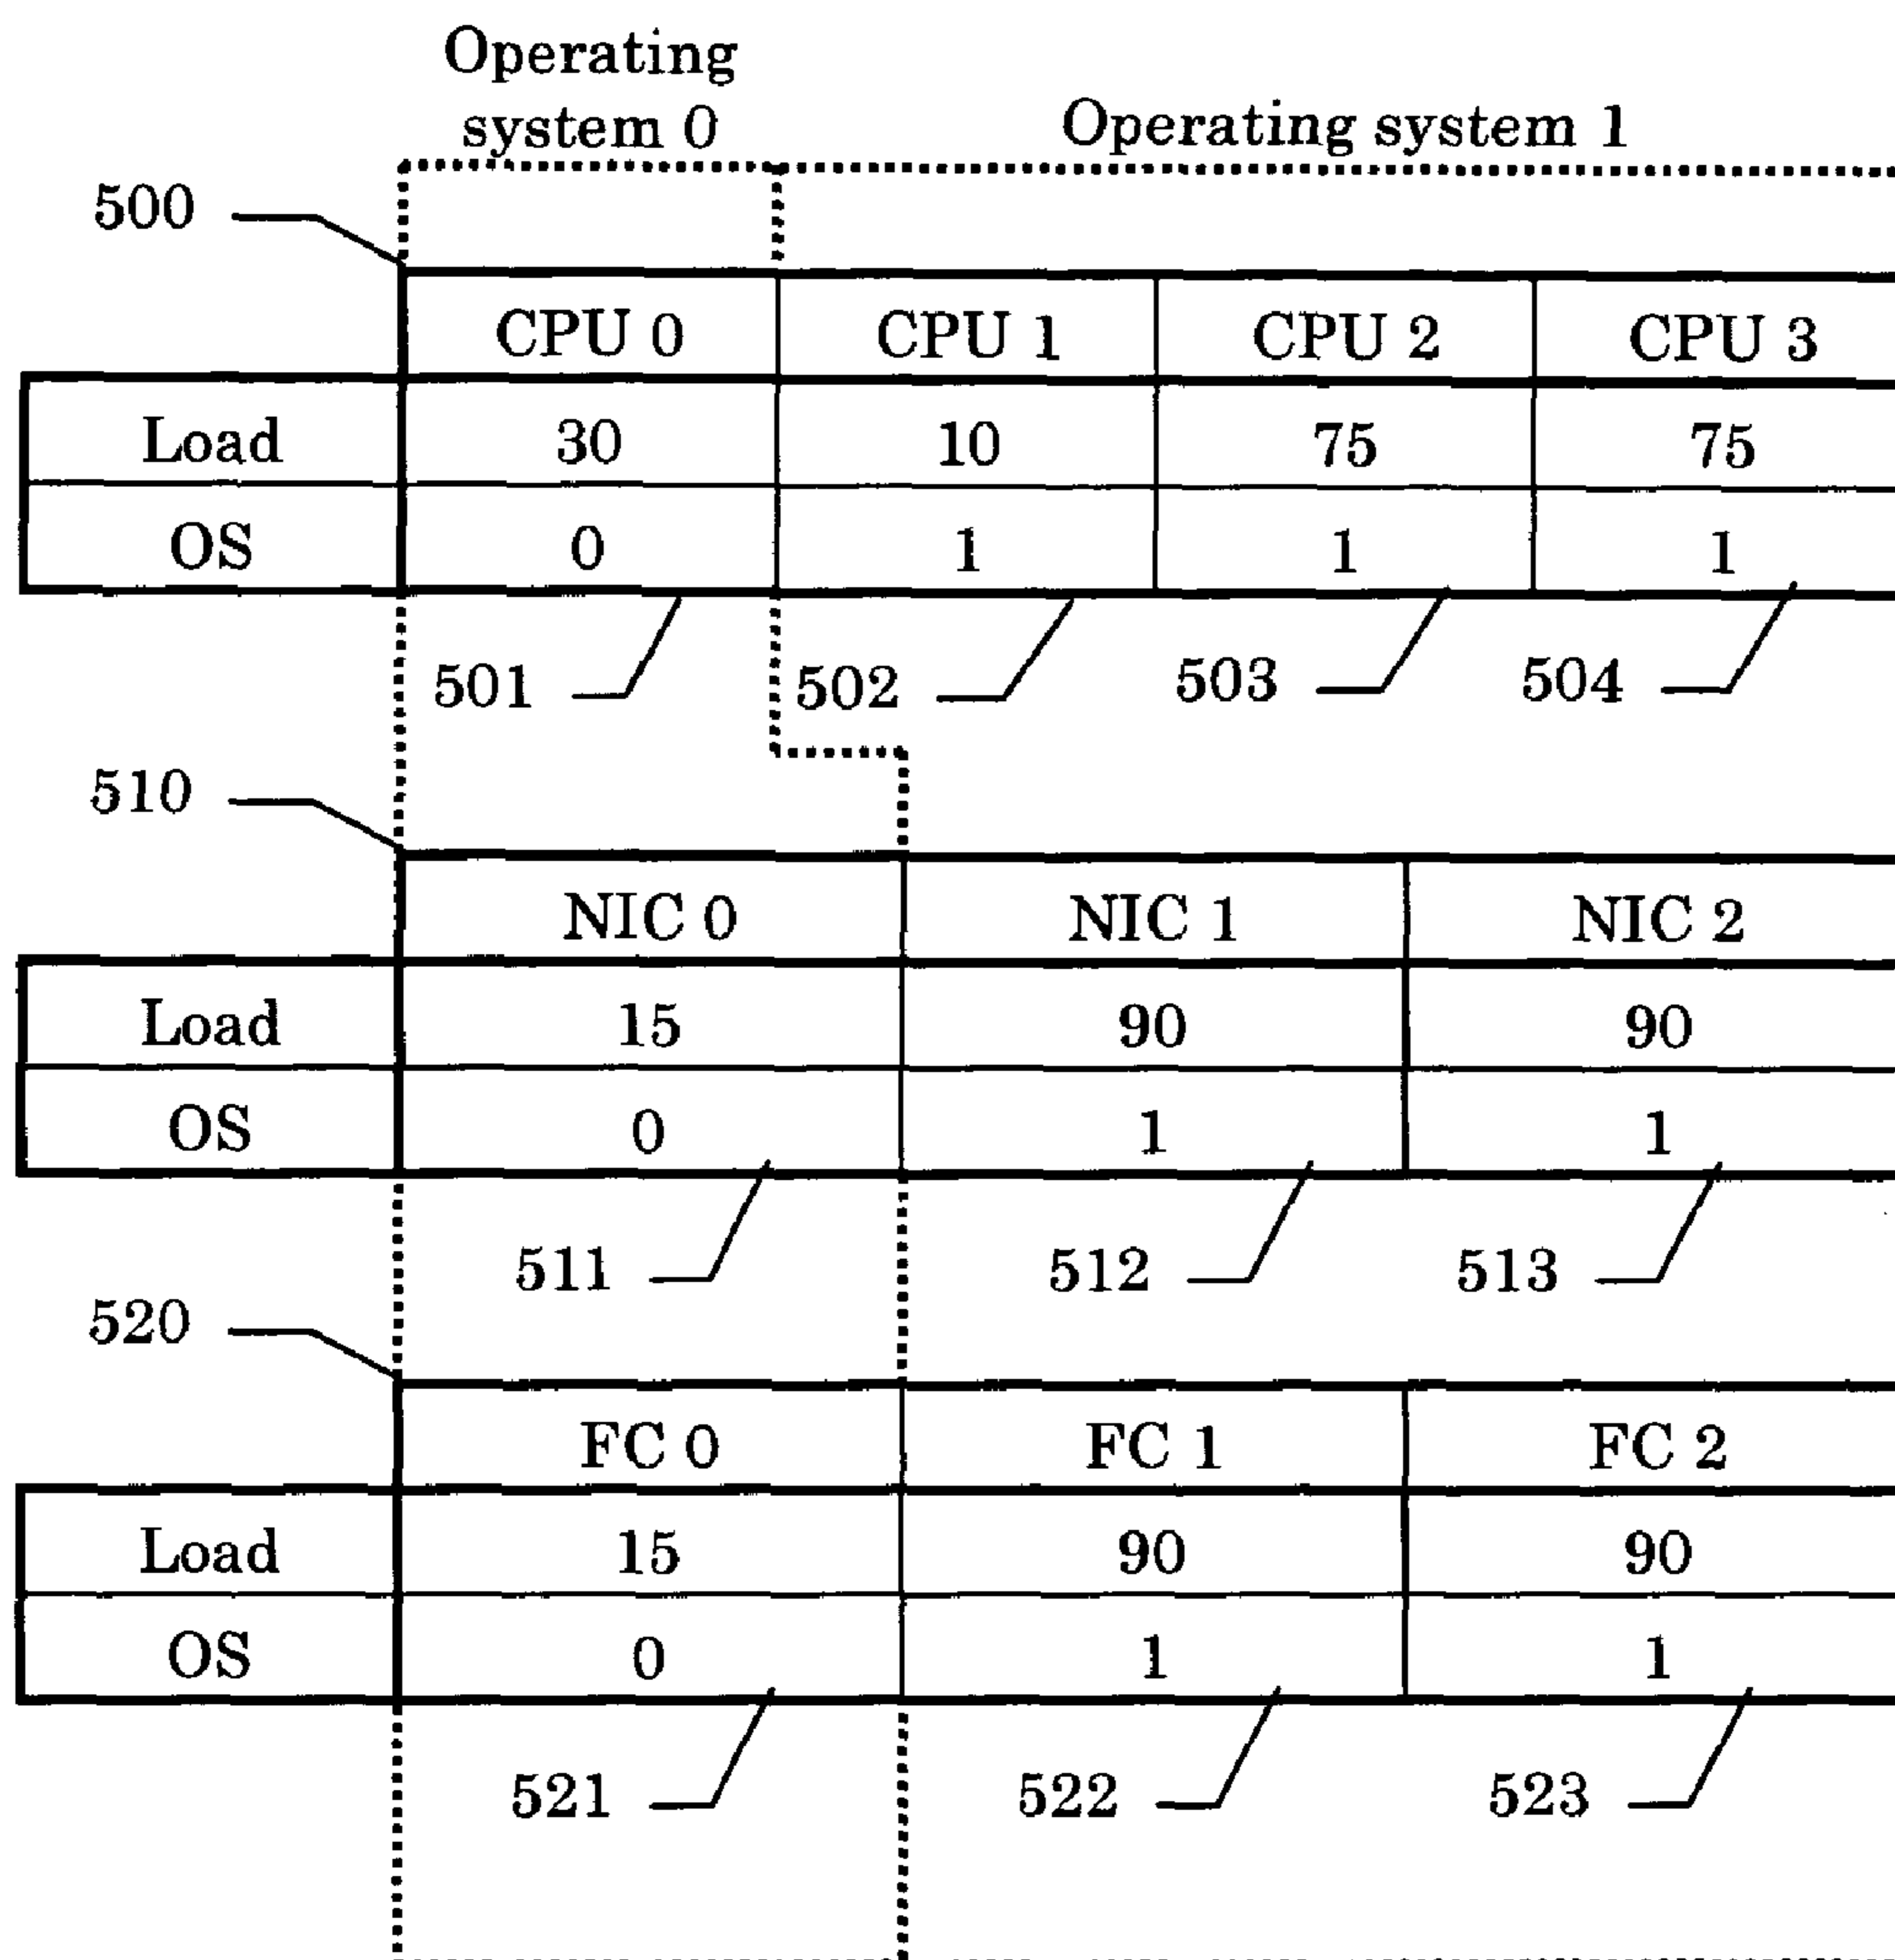 Operating
system 0
Operating system 1
500
CPU 0 CPU 1 CPU 2 CPU 3
Load 30 10 75 75
OS 0 1 1 1
501 502 503 504
510
NIC 0 NIC 1 NIC 2
Load 15 90 90
OS 0 1 1
511 512 513
520
FC 0 FC 1 FC 2
Load 15 90 90
OS 0 1 1
521 522 523